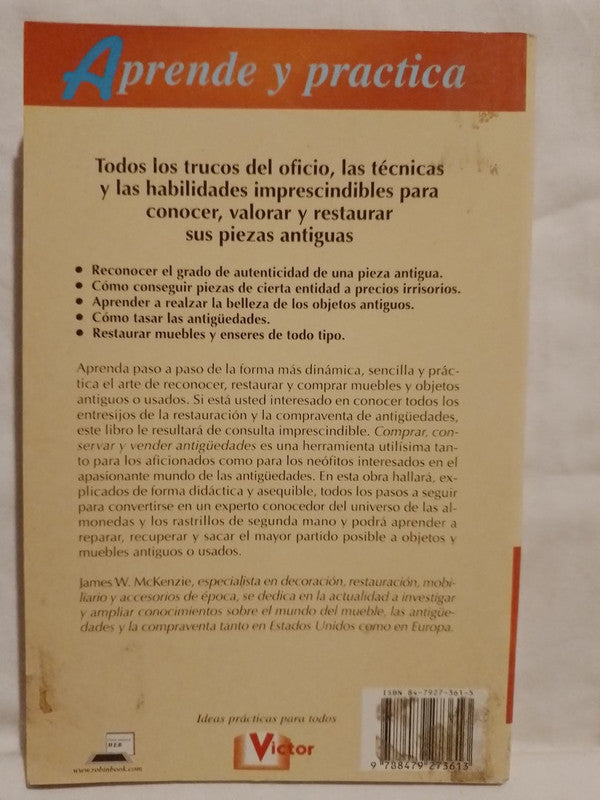 Aprende y practica
Todos los trucos del oficio, las técnicas
y las habilidades imprescindibles para
conocer, valorar y restaurar
sus piezas antiguas
• Reconocer el grado de autenticidad de una pieza antigua.
• Cómo conseguir piezas de cierta entidad a precios irrisorios.
• Aprender a realzar la belleza de los objetos antiguos.
• Cómo tasar las antigüedades.
• Restaurar muebles y enseres de todo tipo.
Aprenda paso a paso de la forma más dinámica, sencilla y prác-
tica el arte de reconocer, restaurar y comprar muebles y objetos
antiguos o usados. Si está usted interesado en conocer todos los
entresijos de la restauración y la compraventa de antigüedades,
este libro le resultará de consulta imprescindible. Comprar, con-
servar y vender antigüedades es una herramienta utilísima tan-
to para los aficionados como para los neófitos interesados en el
apasionante mundo de las antigüedades. En esta obra hallará, ex-
plicados de forma didáctica y asequible, todos los pasos a seguir
para convertirse en un experto conocedor del universo de las al-
monedas y los rastrillos de segunda mano y podrá aprender a
reparar, recuperar y sacar el mayor partido posible a objetos y
muebles antiguos o usados.
James W. McKenzie, especialista en decoración, restauración, mobi-
liario y accesorios de época, se dedica en la actualidad a investigar
y ampliar conocimientos sobre el mundo del mueble, las antigüe-
dades y la compraventa tanto en Estados Unidos como en Europa.
ISBN 84-7927-361-5
Ideas prácticas para todos
WEB
Victor
www.robinbook.com
9 788479 273613